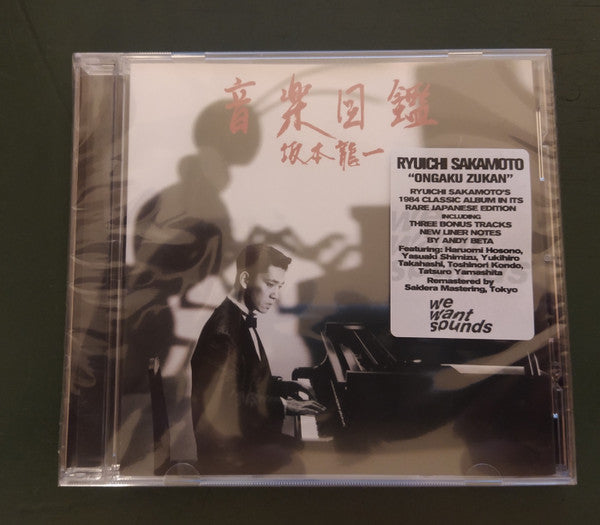 音楽図鑑
坂本龍一
RYUICHI SAKAMOTO
"ONGAKU ZUKAN"
RYUICHI SAKAMOTO'S
1984 CLASSIC ALBUM IN ITS
RARE JAPANESE EDITION
INCLUDING
THREE BONUS TRACKS
NEW LINER NOTES
BY ANDY BETA
Featuring: Haruomi Hosono,
Yasuaki Shimizu, Yukihiro
Takahashi, Toshinori Kondo,
Tatsuro Yamashita
Remastered by
Saidera Mastering, Tokyo
we
want
sounds